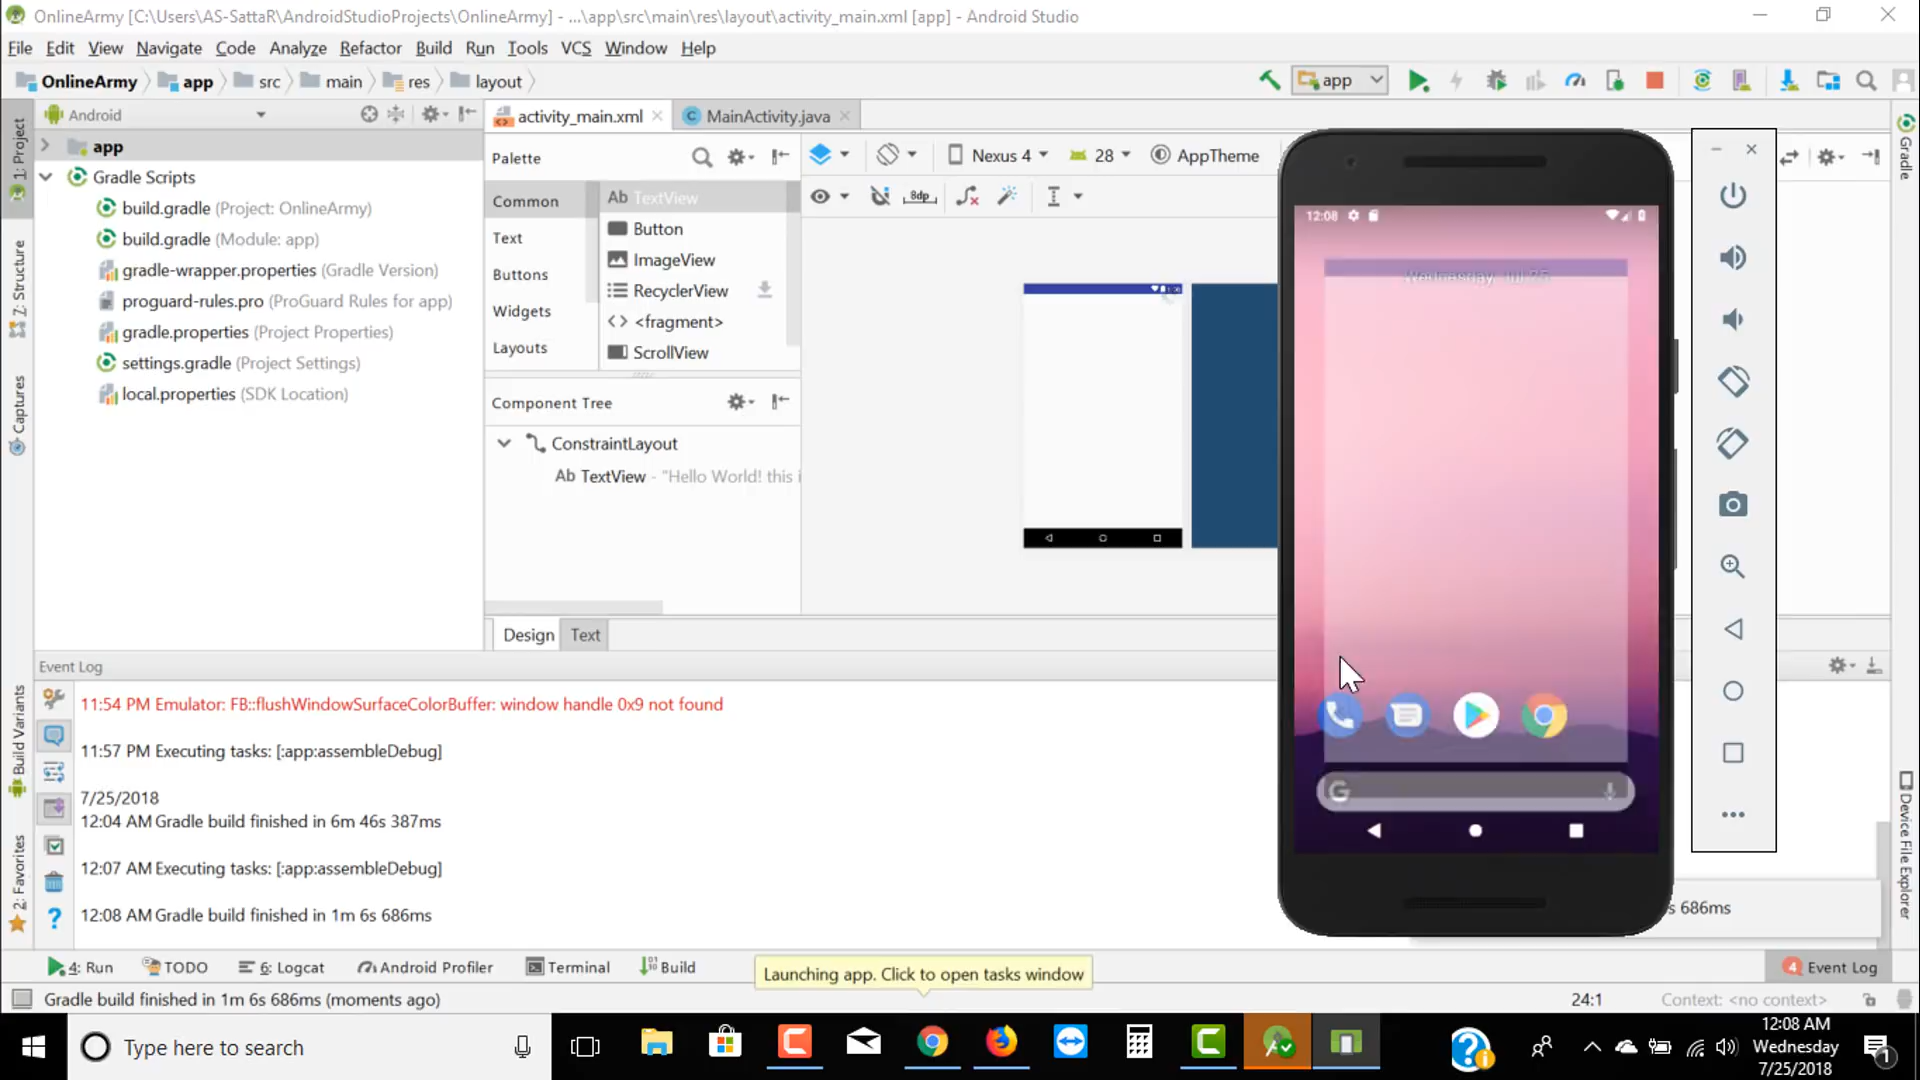 OnlineArmy [C:\Users\AS-SattaR\AndroidStudioProjects\OnlineArmy] - ...\app\src\main\res\layout\activity_main.xml [app] - Android Studio
File Edit View Navigate Code Analyze Refactor Build Run Tools VCS Window Help
OnlineArmy app src main res layout app
Android
activity_main.xml
MainActivity.java
1: Project
7: Structure
Captures
Build Variants
2: Favorites
app
Gradle Scripts
build.gradle (Project: OnlineArmy)
build.gradle (Module: app)
gradle-wrapper.properties (Gradle Version)
proguard-rules.pro (ProGuard Rules for app)
gradle.properties (Project Properties)
settings.gradle (Project Settings)
local.properties (SDK Location)
Palette
Common
Text
Buttons
Widgets
Layouts
Ab TextView
Button
ImageView
RecyclerView
<fragment>
ScrollView
Component Tree
ConstraintLayout
Ab TextView - "Hello World! this i
Nexus 4 28 AppTheme
8dp
Design Text
12:08
Wednesday, Jul 25
G
Gradle
Device File Explorer
Event Log
11:54 PM Emulator: FB::flushWindowSurfaceColorBuffer: window handle 0x9 not found
11:57 PM Executing tasks: [:app:assembleDebug]
7/25/2018
12:04 AM Gradle build finished in 6m 46s 387ms
12:07 AM Executing tasks: [:app:assembleDebug]
12:08 AM Gradle build finished in 1m 6s 686ms
s 686ms
4: Run TODO 6: Logcat Android Profiler Terminal Build
Launching app. Click to open tasks window
4 Event Log
Gradle build finished in 1m 6s 686ms (moments ago)
24:1 Context: <no context>
Type here to search
12:08 AM
Wednesday
7/25/2018
1